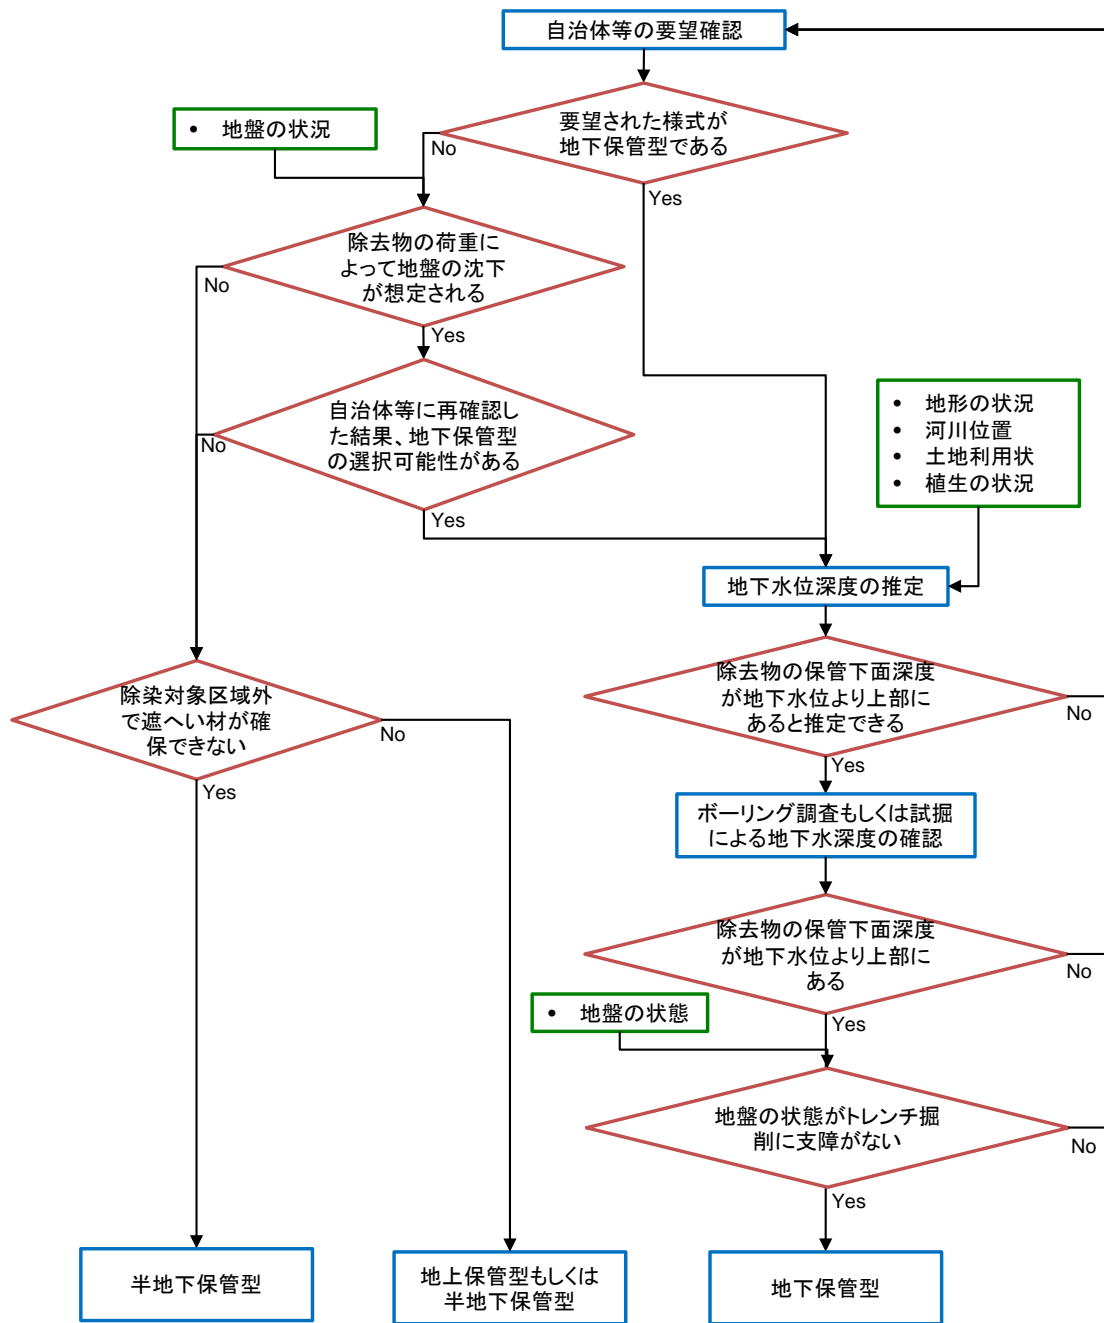 自治体等の要望確認
要望された様式が
地下保管型である
No
Yes
• 地盤の状況
除去物の荷重に
よって地盤の沈下
が想定される
No
Yes
自治体等に再確認し
た結果、地下保管型
の選択可能性がある
No
Yes
• 地形の状況
• 河川位置
• 土地利用状
• 植生の状況
地下水位深度の推定
除去物の保管下面深度
が地下水位より上部に
あると推定できる
No
Yes
除染対象区域外
で遮へい材が確
保できない
No
Yes
ボーリング調査もしくは試掘
による地下水深度の確認
除去物の保管下面深度
が地下水位より上部に
ある
No
Yes
• 地盤の状態
地盤の状態がトレンチ掘
削に支障がない
No
Yes
半地下保管型
地上保管型もしくは
半地下保管型
地下保管型